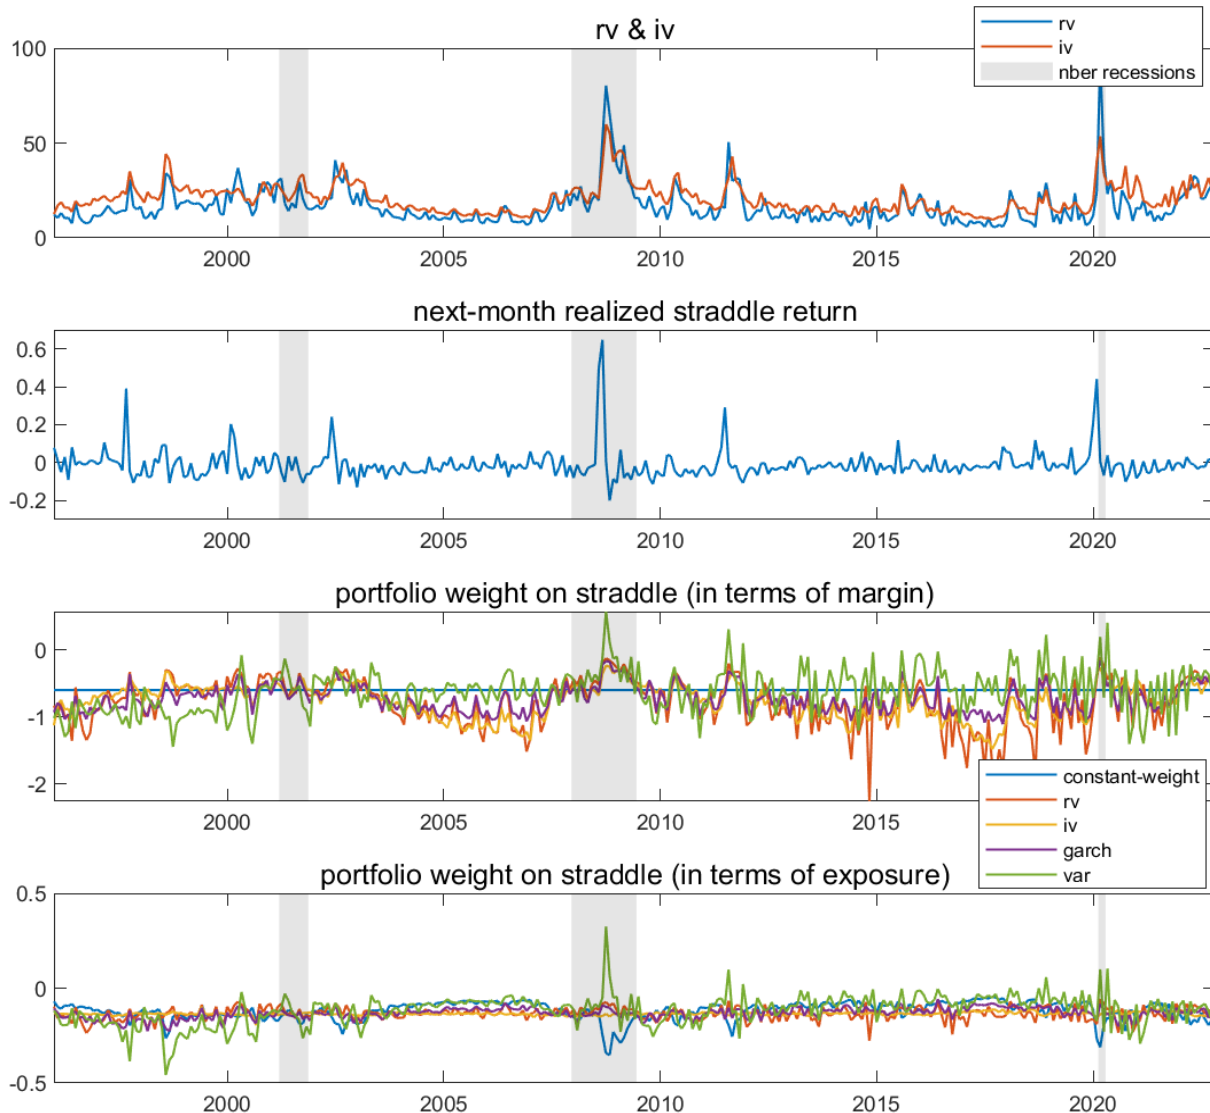 rv & iv
rv
iv
nber recessions
100
50
0
2000 2005 2010 2015 2020
next-month realized straddle return
0.6
0.4
0.2
0
-0.2
2000 2005 2010 2015 2020
portfolio weight on straddle (in terms of margin)
0
-1
-2
2000 2005 2010 2015
constant-weight
rv
iv
garch
var
portfolio weight on straddle (in terms of exposure)
0.5
0
-0.5
2000 2005 2010 2015 2020